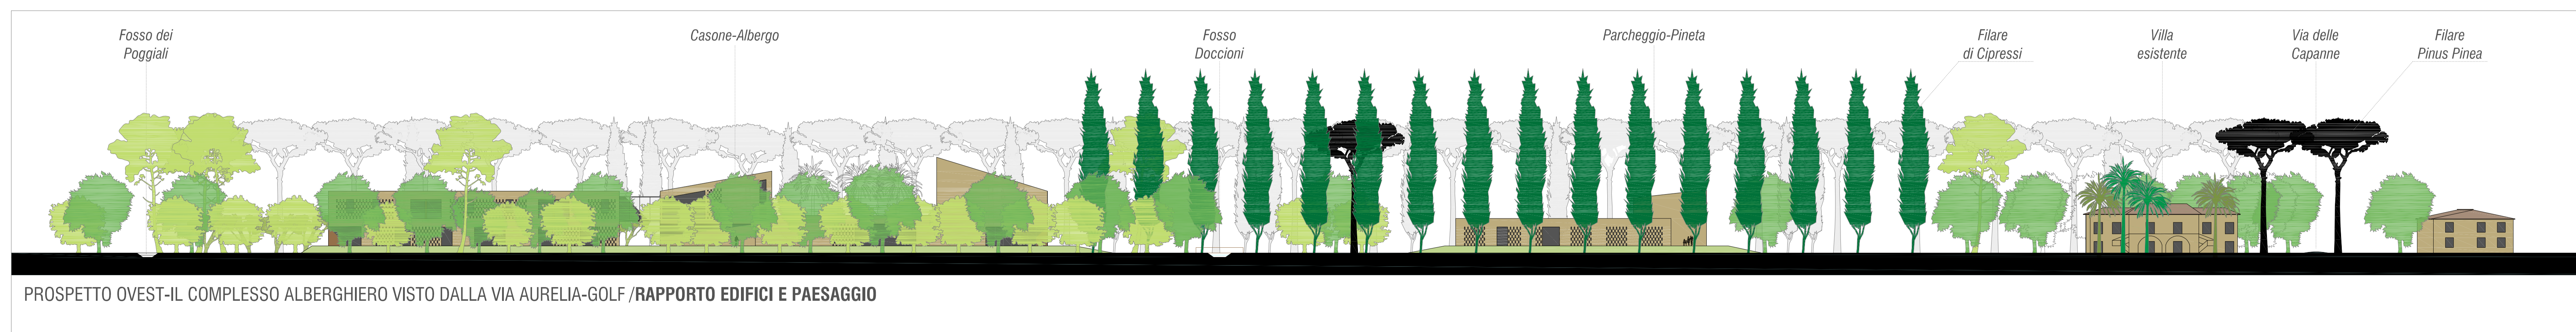 Fosso dei
Poggiali
Casone-Albergo
Fosso
Doccioni
Parcheggio-Pineta
Filare
di Cipressi
Villa
esistente
Via delle
Capanne
Filare
Pinus Pinea
PROSPETTO OVEST-IL COMPLESSO ALBERGHIERO VISTO DALLA VIA AURELIA-GOLF /RAPPORTO EDIFICI E PAESAGGIO